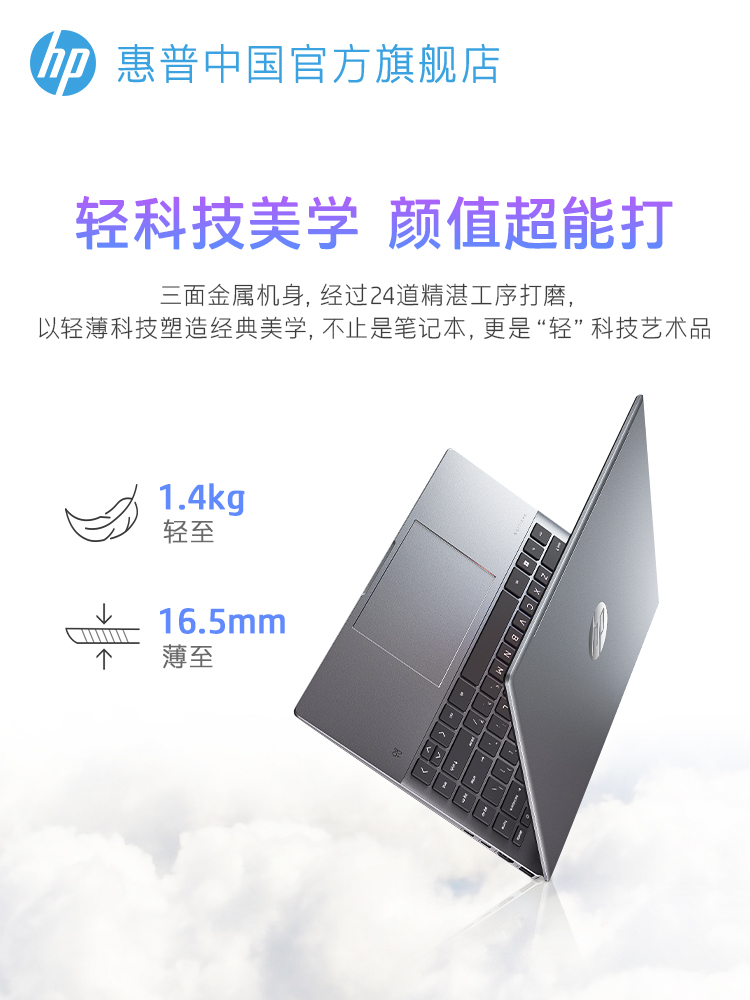 hp 惠普中国官方旗舰店
轻科技美学 颜值超能打
三面金属机身, 经过24道精湛工序打磨,
以轻薄科技塑造经典美学, 不止是笔记本, 更是“轻”科技艺术品
1.4kg
轻至
16.5mm
薄至
hp
Z X C V B N M